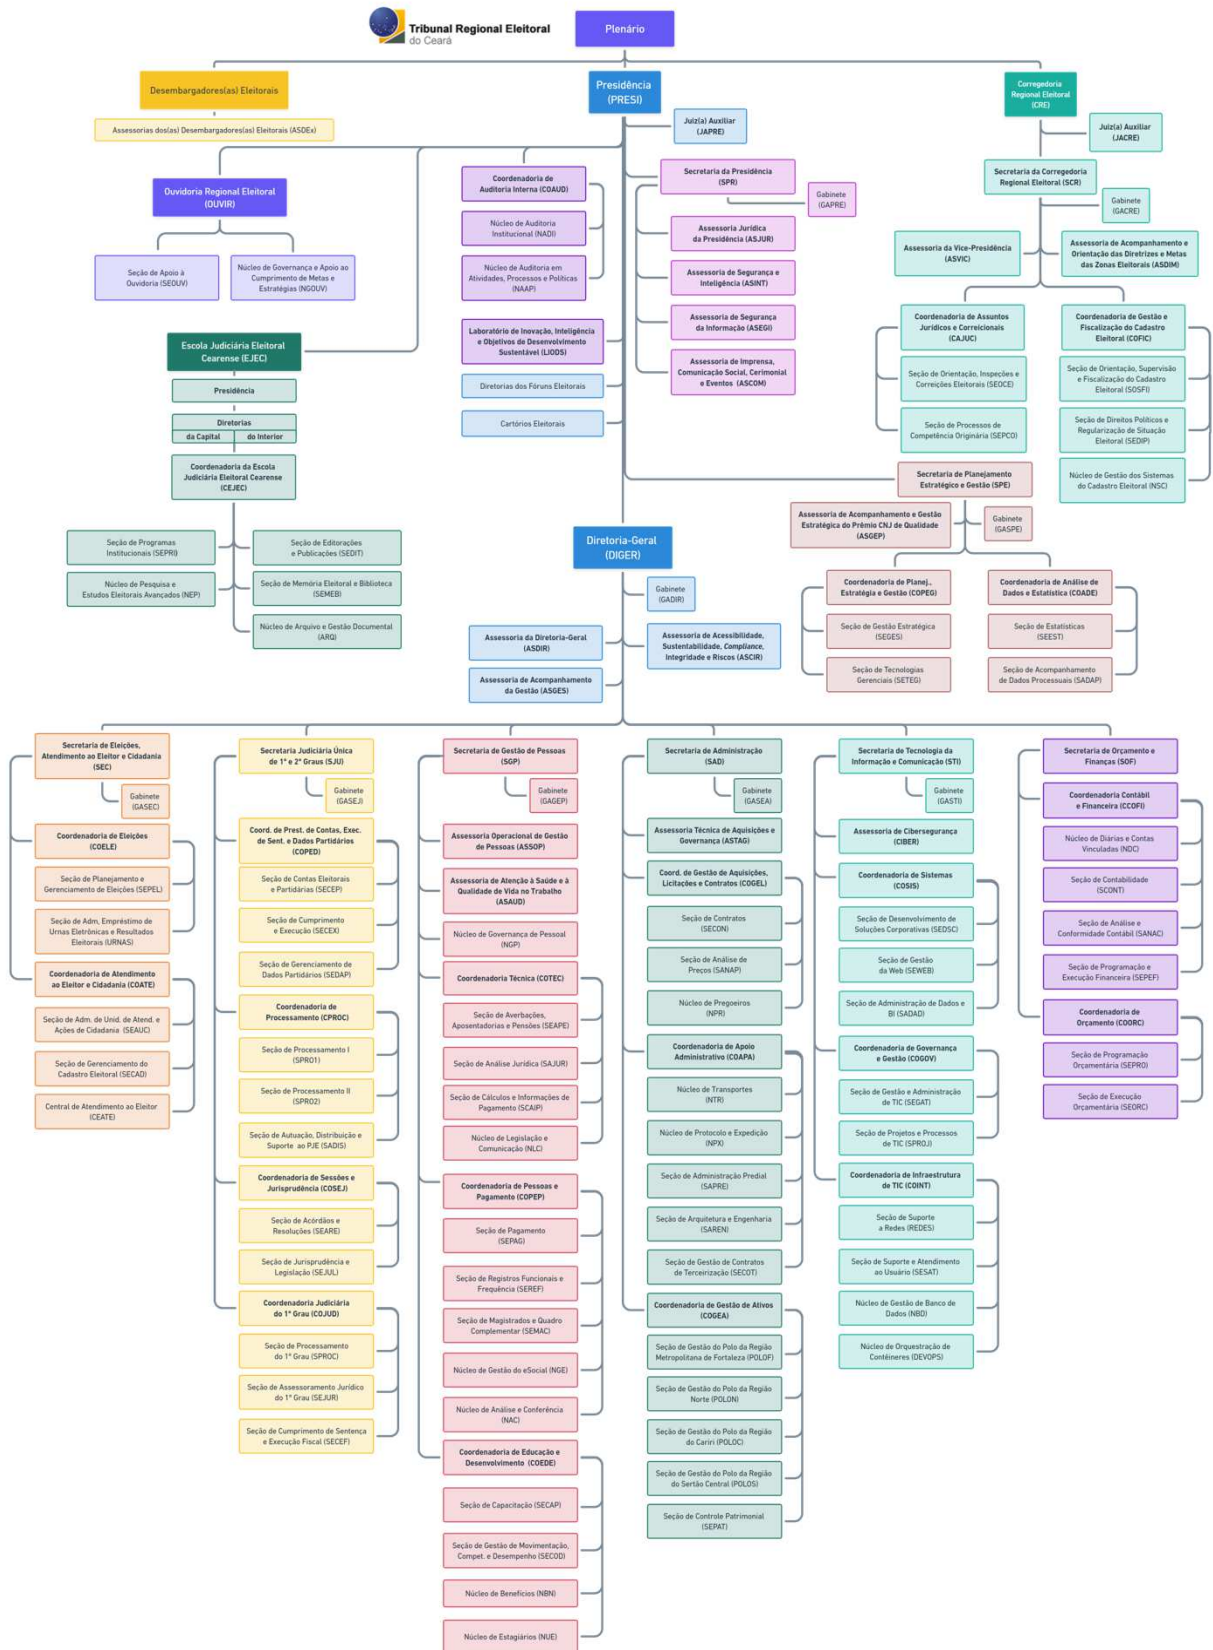 Tribunal Regional Eleitoral
do Ceará
Plenário
Desembargadores(as) Eleitorais
Assessorias dos(as) Desembargadores(as) Eleitorais (ASDEx)
Presidência
(PRESI)
Juiz(a) Auxiliar
(JAPRE)
Corregedoria
Regional Eleitoral
(CRE)
Juiz(a) Auxiliar
(JACRE)
Ouvidoria Regional Eleitoral
(OUVIR)
Seção de Apoio à
Ouvidoria (SEOUV)
Núcleo de Governança e Apoio ao
Cumprimento de Metas e
Estratégias (NGOUV)
Coordenadoria de
Auditoria Interna (COAUD)
Núcleo de Auditoria
Institucional (NADI)
Núcleo de Auditoria em
Atividades, Processos e Políticas
(NAAP)
Laboratório de Inovação, Inteligência
e Objetivos de Desenvolvimento
Sustentável (LIODS)
Diretorias dos Fóruns Eleitorais
Cartórios Eleitorais
Secretaria da Presidência
(SPR)
Gabinete
(GAPRE)
Assessoria Jurídica
da Presidência (ASJUR)
Assessoria de Segurança e
Inteligência (ASINT)
Assessoria de Segurança
da Informação (ASEGI)
Assessoria de Imprensa,
Comunicação Social, Cerimonial
e Eventos (ASCOM)
Secretaria da Corregedoria
Regional Eleitoral (SCR)
Gabinete
(GACRE)
Assessoria da Vice-Presidência
(ASVIC)
Assessoria de Acompanhamento e
Orientação das Diretrizes e Metas
das Zonas Eleitorais (ASDIM)
Coordenadoria de Assuntos
Jurídicos e Correicionais
(CAJUC)
Seção de Orientação, Inspeções e
Correições Eleitorais (SEOCE)
Seção de Processos de
Competência Originária (SEPCO)
Coordenadoria de Gestão e
Fiscalização do Cadastro
Eleitoral (COFIC)
Seção de Orientação, Supervisão
e Fiscalização do Cadastro
Eleitoral (SOSFI)
Seção de Direitos Políticos e
Regularização de Situação
Eleitoral (SEDIP)
Núcleo de Gestão dos Sistemas
do Cadastro Eleitoral (NSC)
Escola Judiciária Eleitoral
Cearense (EJEC)
Presidência
Diretorias
da Capital
do Interior
Coordenadoria da Escola
Judiciária Eleitoral Cearense
(CEJEC)
Seção de Programas
Institucionais (SEPRI)
Núcleo de Pesquisa e
Estudos Eleitorais Avançados (NEP)
Seção de Editorações
e Publicações (SEDIT)
Seção de Memória Eleitoral e Biblioteca
(SEMEB)
Núcleo de Arquivo e Gestão Documental
(ARQ)
Secretaria de Planejamento
Estratégico e Gestão (SPE)
Assessoria de Acompanhamento e Gestão
Estratégica do Prêmio CNJ de Qualidade
(ASGEP)
Gabinete
(GASPE)
Coordenadoria de Planej.,
Estratégia e Gestão (COPEG)
Seção de Gestão Estratégica
(SEGES)
Seção de Tecnologias
Gerenciais (SETEG)
Coordenadoria de Análise de
Dados e Estatística (COADE)
Seção de Estatísticas
(SEEST)
Seção de Acompanhamento
de Dados Processuais (SADAP)
Diretoria-Geral
(DIGER)
Gabinete
(GADIR)
Assessoria da Diretoria-Geral
(ASDIR)
Assessoria de Acessibilidade,
Sustentabilidade, Compliance,
Integridade e Riscos (ASCIR)
Assessoria de Acompanhamento
da Gestão (ASGES)
Secretaria de Eleições,
Atendimento ao Eleitor e Cidadania
(SEC)
Gabinete
(GASEC)
Coordenadoria de Eleições
(COELE)
Seção de Planejamento e
Gerenciamento de Eleições (SEPEL)
Seção de Adm, Empréstimo de
Urnas Eletrônicas e Resultados
Eleitorais (URNAS)
Coordenadoria de Atendimento
ao Eleitor e Cidadania (COATE)
Seção de Adm. de Unid. de Atend. e
Ações de Cidadania (SEAUC)
Seção de Gerenciamento do
Cadastro Eleitoral (SECAD)
Central de Atendimento ao Eleitor
(CEATE)
Secretaria Judiciária Única
de 1º e 2º Graus (SJU)
Gabinete
(GASEJ)
Coord. de Prest. de Contas, Exec.
de Sent. e Dados Partidários
(COPED)
Seção de Contas Eleitorais
e Partidárias (SECEP)
Seção de Cumprimento
e Execução (SECEX)
Seção de Gerenciamento de
Dados Partidários (SEDAP)
Coordenadoria de
Processamento (CPROC)
Seção de Processamento I
(SPRO1)
Seção de Processamento II
(SPRO2)
Seção de Autuação, Distribuição e
Suporte ao PJE (SADIS)
Coordenadoria de Sessões e
Jurisprudência (COSEJ)
Seção de Acórdãos e
Resoluções (SEARE)
Seção de Jurisprudência e
Legislação (SEJUL)
Coordenadoria Judiciária
do 1º Grau (COJUD)
Seção de Processamento
do 1º Grau (SPROC)
Seção de Assessoramento Jurídico
do 1º Grau (SEJUR)
Seção de Cumprimento de Sentença
e Execução Fiscal (SECEF)
Secretaria de Gestão de Pessoas
(SGP)
Gabinete
(GAGEP)
Assessoria Operacional de Gestão
de Pessoas (ASSOP)
Assessoria de Atenção à Saúde e à
Qualidade de Vida no Trabalho
(ASAUD)
Núcleo de Governança de Pessoal
(NGP)
Coordenadoria Técnica (COTEC)
Seção de Averbações,
Aposentadorias e Pensões (SEAPE)
Seção de Análise Jurídica (SAJUR)
Seção de Cálculos e Informações de
Pagamento (SCAIP)
Núcleo de Legislação e
Comunicação (NLC)
Coordenadoria de Pessoas e
Pagamento (COPEP)
Seção de Pagamento
(SEPAG)
Seção de Registros Funcionais e
Frequência (SEREF)
Seção de Magistrados e Quadro
Complementar (SEMAC)
Núcleo de Gestão do eSocial (NGE)
Núcleo de Análise e Conferência
(NAC)
Coordenadoria de Educação e
Desenvolvimento (COEDE)
Seção de Capacitação (SECAP)
Seção de Gestão de Movimentação,
Compet. e Desempenho (SECOD)
Núcleo de Benefícios (NBN)
Núcleo de Estagiários (NUE)
Secretaria de Administração
(SAD)
Gabinete
(GASEA)
Assessoria Técnica de Aquisições e
Governança (ASTAG)
Coord. de Gestão de Aquisições,
Licitações e Contratos (COGEL)
Seção de Contratos
(SECON)
Seção de Análise de
Preços (SANAP)
Núcleo de Pregoeiros
(NPR)
Coordenadoria de Apoio
Administrativo (COAPA)
Núcleo de Transportes
(NTR)
Núcleo de Protocolo e Expedição
(NPX)
Seção de Administração Predial
(SAPRE)
Seção de Arquitetura e Engenharia
(SAREN)
Seção de Gestão de Contratos
de Terceirização (SECOT)
Coordenadoria de Gestão de Ativos
(COGEA)
Seção de Gestão do Polo da Região
Metropolitana de Fortaleza (POLOF)
Seção de Gestão do Polo da Região
Norte (POLON)
Seção de Gestão do Polo da Região
do Cariri (POLOC)
Seção de Gestão do Polo da Região
do Sertão Central (POLOS)
Seção de Controle Patrimonial
(SEPAT)
Secretaria de Tecnologia da
Informação e Comunicação (STI)
Gabinete
(GASTI)
Assessoria de Cibersegurança
(CIBER)
Coordenadoria de Sistemas
(COSIS)
Seção de Desenvolvimento de
Soluções Corporativas (SEDSC)
Seção de Gestão
da Web (SEWEB)
Seção de Administração de Dados e
BI (SADAD)
Coordenadoria de Governança
e Gestão (COGOV)
Seção de Gestão e Administração
de TIC (SEGAT)
Seção de Projetos e Processos
de TIC (SPROJ)
Coordenadoria de Infraestrutura
de TIC (COINT)
Seção de Suporte
a Redes (REDES)
Seção de Suporte e Atendimento
ao Usuário (SESAT)
Núcleo de Gestão de Banco de
Dados (NBD)
Núcleo de Orquestração de
Contêineres (DEVOPS)
Secretaria de Orçamento e
Finanças (SOF)
Coordenadoria Contábil
e Financeira (CCOFI)
Núcleo de Diárias e Contas
Vinculadas (NDC)
Seção de Contabilidade
(SCONT)
Seção de Análise e
Conformidade Contábil (SANAC)
Seção de Programação e
Execução Financeira (SEPEF)
Coordenadoria de
Orçamento (COORC)
Seção de Programação
Orçamentária (SEPRO)
Seção de Execução
Orçamentária (SEORC)